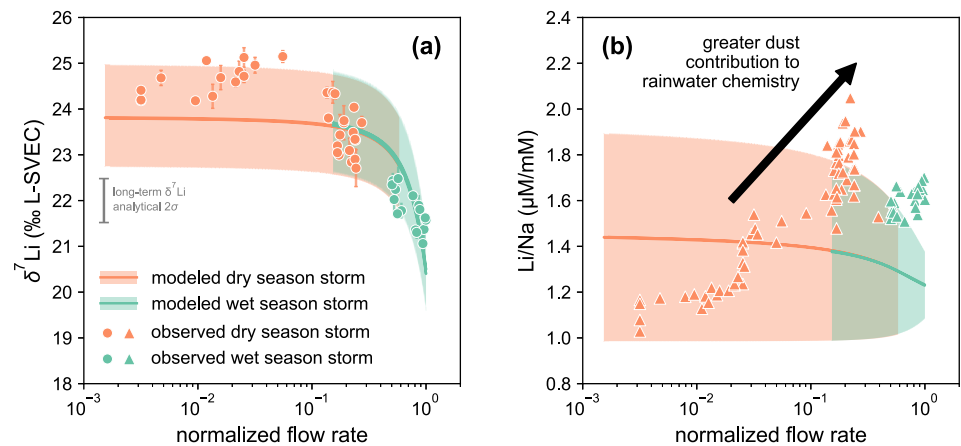 (a)
26
25
24
23
22
21
20
19
18
δ⁷Li (‰ L-SVEC)
long-term δ⁷Li
analytical 2σ
modeled dry season storm
modeled wet season storm
observed dry season storm
observed wet season storm
10⁻³ 10⁻² 10⁻¹ 10⁰
normalized flow rate
(b)
greater dust
contribution to
rainwater chemistry
2.4
2.2
2.0
1.8
1.6
1.4
1.2
1.0
0.8
Li/Na (μM/mM)
10⁻³ 10⁻² 10⁻¹ 10⁰
normalized flow rate